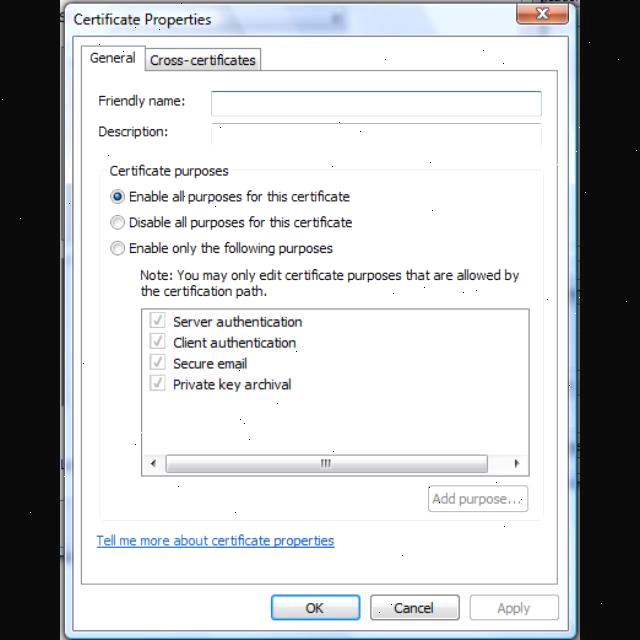 Certificate Properties
General Cross-certificates
Friendly name:
Description:
Certificate purposes
Enable all purposes for this certificate
Disable all purposes for this certificate
Enable only the following purposes
Note: You may only edit certificate purposes that are allowed by
the certification path.
Server authentication
Client authentication
Secure email
Private key archival
Add purpose...
Tell me more about certificate properties
OK Cancel Apply